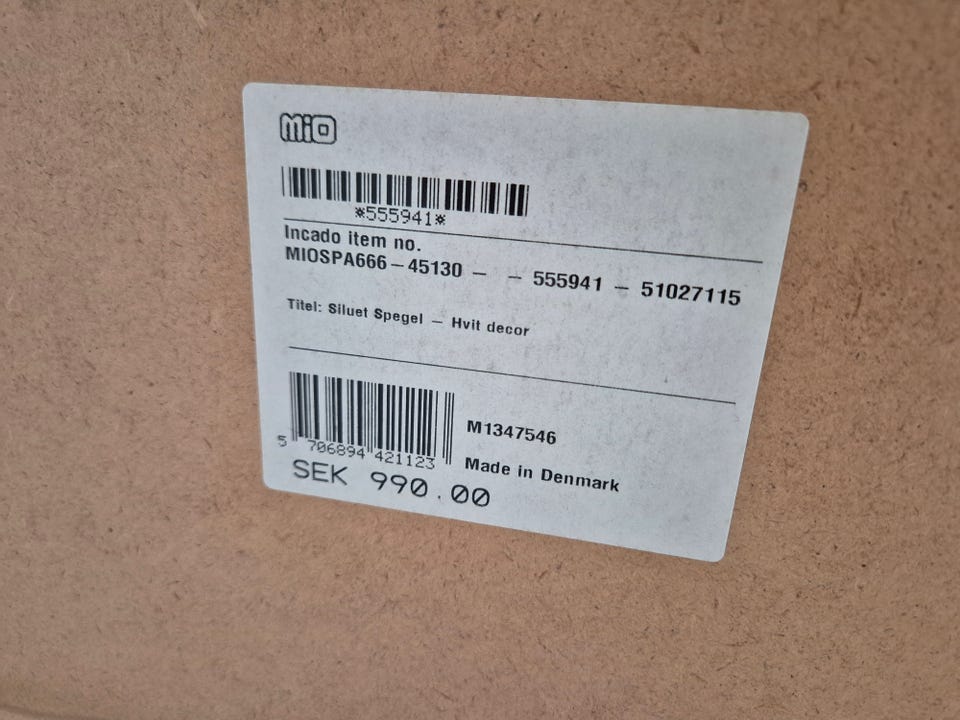 MiO
*555941*
Incado item no.
MIOSPA666 – 45130 – – 555941 – 51027115
Titel: Siluet Spegel – Hvit decor
5 706894 421123
M1347546
Made in Denmark
SEK 990.00